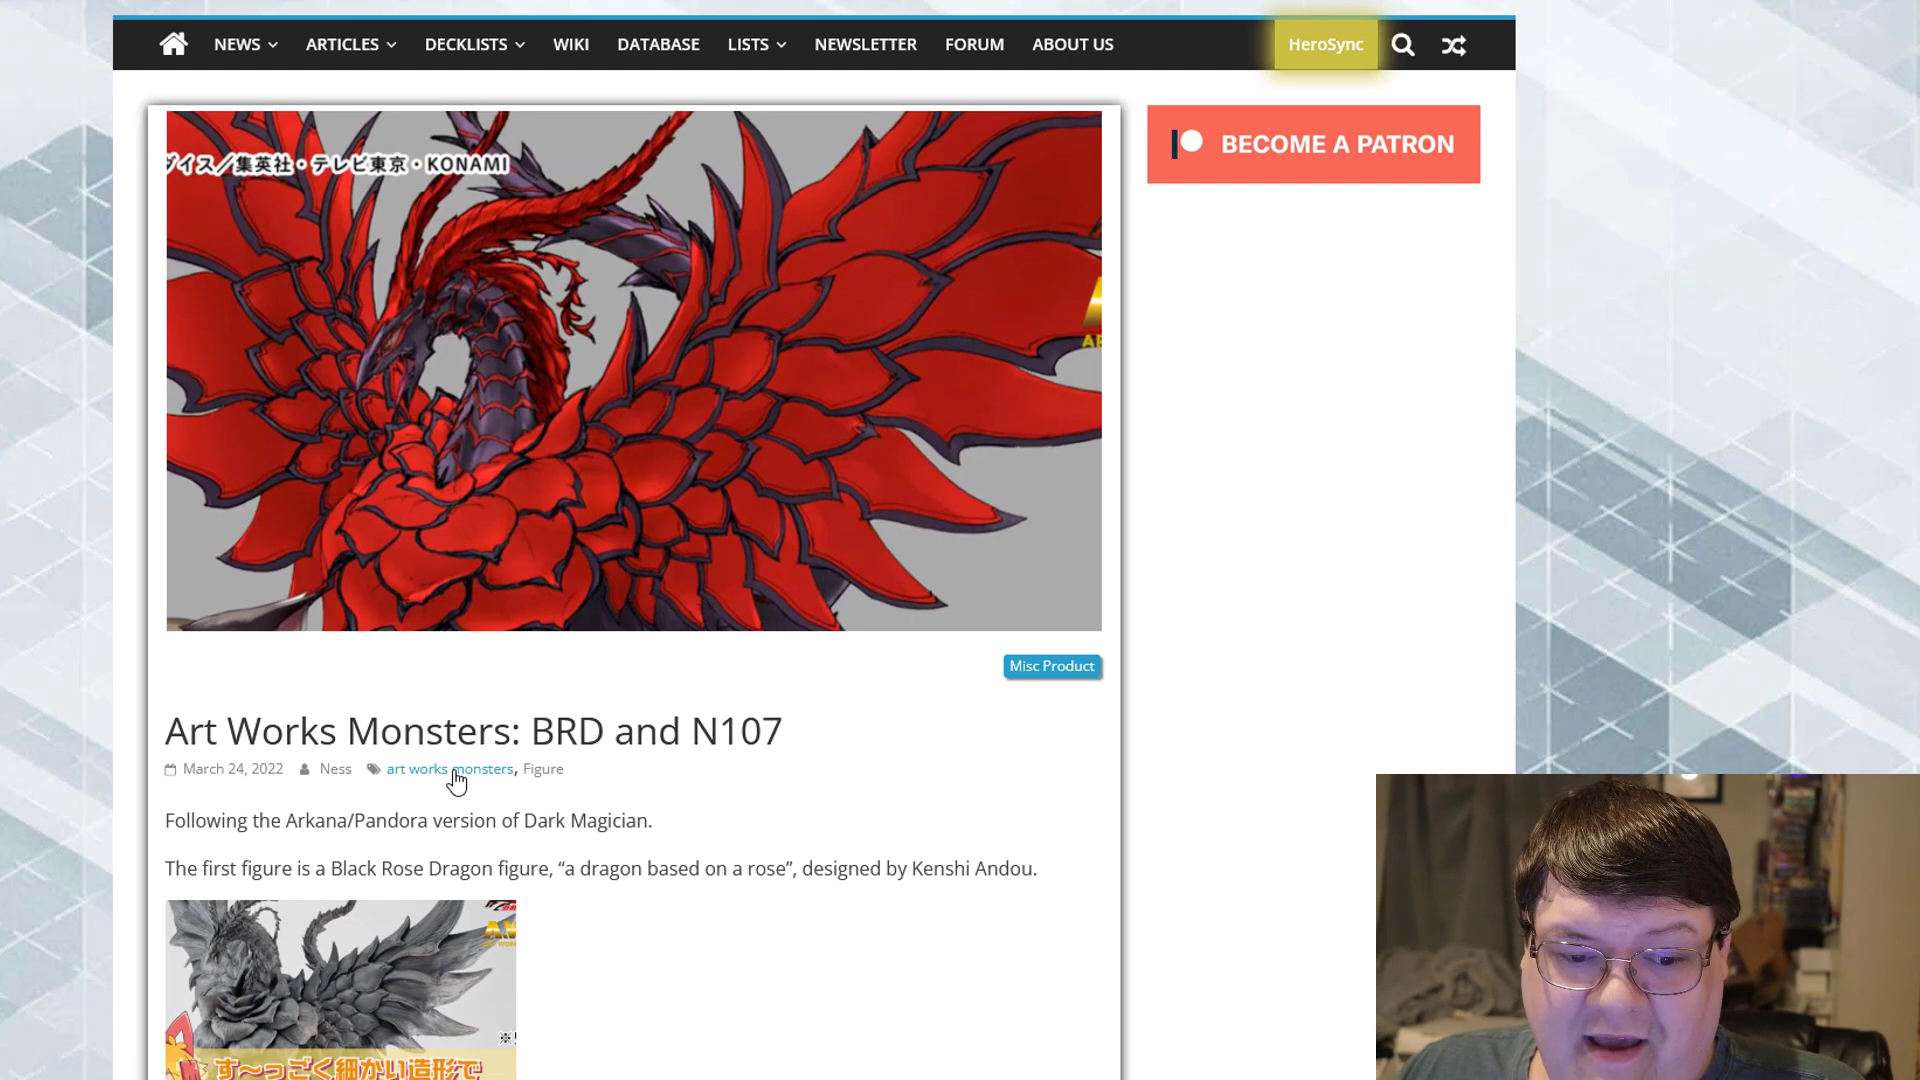 NEWS ARTICLES DECKLISTS WIKI DATABASE LISTS NEWSLETTER FORUM ABOUT US HeroSync
ダイス／集英社・テレビ東京・KONAMI
BECOME A PATRON
Misc Product
Art Works Monsters: BRD and N107
March 24, 2022 Ness art works monsters, Figure
Following the Arkana/Pandora version of Dark Magician.
The first figure is a Black Rose Dragon figure, “a dragon based on a rose”, designed by Kenshi Andou.
す～っごく細かい造形で